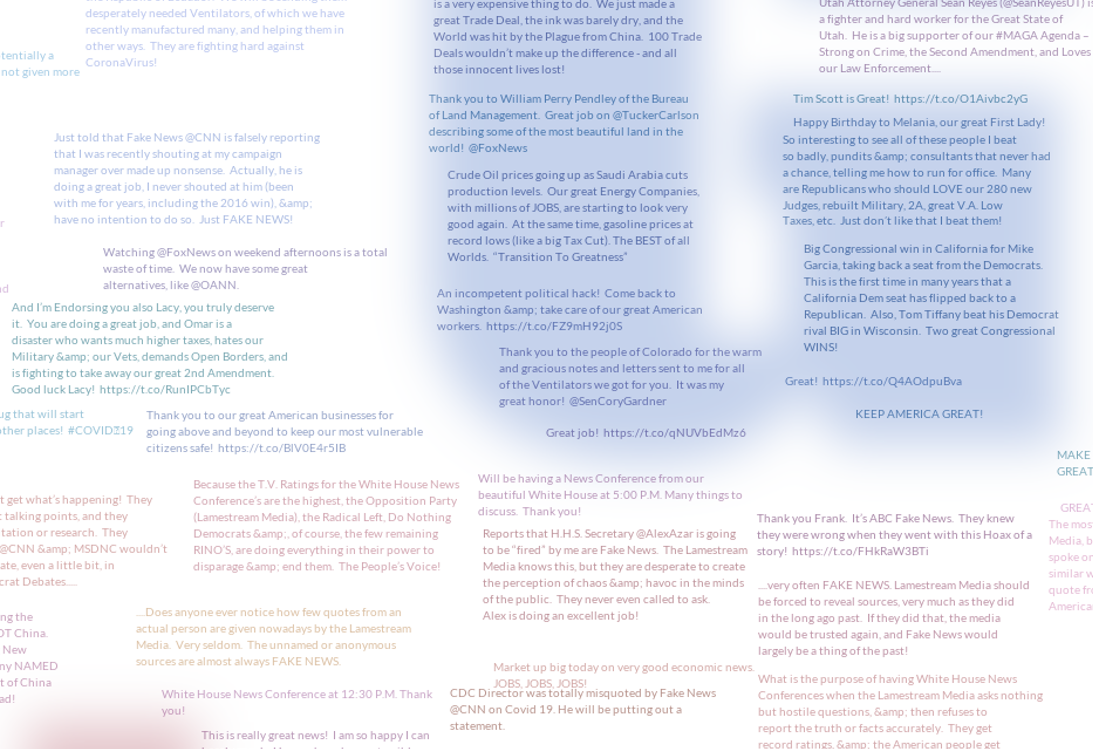 desperately needed Ventilators, of which we have
recently manufactured many, and helping them in
other ways. They are fighting hard against
CoronaVirus!
tentially a
not given more
is a very expensive thing to do. We just made a
great Trade Deal, the ink was barely dry, and the
World was hit by the Plague from China. 100 Trade
Deals wouldn't make up the difference - and all
those innocent lives lost!
Utah Attorney General Sean Reyes (@SeanReyesUT) is
a fighter and hard worker for the Great State of
Utah. He is a big supporter of our #MAGA Agenda –
Strong on Crime, the Second Amendment, and Loves
our Law Enforcement....
Thank you to William Perry Pendley of the Bureau
of Land Management. Great job on @TuckerCarlson
describing some of the most beautiful land in the
world! @FoxNews
Tim Scott is Great! https://t.co/O1Aivbc2yG
Happy Birthday to Melania, our great First Lady!
So interesting to see all of these people I beat
so badly, pundits &amp; consultants that never had
a chance, telling me how to run for office. Many
are Republicans who should LOVE our 280 new
Judges, rebuilt Military, 2A, great V.A. Low
Taxes, etc. Just don't like that I beat them!
Just told that Fake News @CNN is falsely reporting
that I was recently shouting at my campaign
manager over made up nonsense. Actually, he is
doing a great job, I never shouted at him (been
with me for years, including the 2016 win), &amp;
have no intention to do so. Just FAKE NEWS!
Crude Oil prices going up as Saudi Arabia cuts
production levels. Our great Energy Companies,
with millions of JOBS, are starting to look very
good again. At the same time, gasoline prices at
record lows (like a big Tax Cut). The BEST of all
Worlds. "Transition To Greatness"
Watching @FoxNews on weekend afternoons is a total
waste of time. We now have some great
alternatives, like @OANN.
Big Congressional win in California for Mike
Garcia, taking back a seat from the Democrats.
This is the first time in many years that a
California Dem seat has flipped back to a
Republican. Also, Tom Tiffany beat his Democrat
rival BIG in Wisconsin. Two great Congressional
WINS!
r
nd
And I'm Endorsing you also Lacy, you truly deserve
it. You are doing a great job, and Omar is a
disaster who wants much higher taxes, hates our
Military &amp; our Vets, demands Open Borders, and
is fighting to take away our great 2nd Amendment.
Good luck Lacy! https://t.co/RunIPCbTyc
An incompetent political hack! Come back to
Washington &amp; take care of our great American
workers. https://t.co/FZ9mH92j0S
Thank you to the people of Colorado for the warm
and gracious notes and letters sent to me for all
of the Ventilators we got for you. It was my
great honor! @SenCoryGardner
Great! https://t.co/Q4AOdpuBva
KEEP AMERICA GREAT!
ug that will start
other places! #COVID19
Thank you to our great American businesses for
going above and beyond to keep our most vulnerable
citizens safe! https://t.co/BlV0E4r5IB
Great job! https://t.co/qNUVbEdMz6
MAKE
GREAT
Because the T.V. Ratings for the White House News
Conference's are the highest, the Opposition Party
(Lamestream Media), the Radical Left, Do Nothing
Democrats &amp;, of course, the few remaining
RINO'S, are doing everything in their power to
disparage &amp; end them. The People's Voice!
Will be having a News Conference from our
beautiful White House at 5:00 P.M. Many things to
discuss. Thank you!
t get what's happening! They
talking points, and they
tation or research. They
@CNN &amp; MSDNC wouldn't
ate, even a little bit, in
crat Debates....
Reports that H.H.S. Secretary @AlexAzar is going
to be "fired" by me are Fake News. The Lamestream
Media knows this, but they are desperate to create
the perception of chaos &amp; havoc in the minds
of the public. They never even called to ask.
Alex is doing an excellent job!
Thank you Frank. It's ABC Fake News. They knew
they were wrong when they went with this Hoax of a
story! https://t.co/FHkRaW3BTi
GREAT
The most
Media, b
spoke or
similar w
quote fr
America
....very often FAKE NEWS. Lamestream Media should
be forced to reveal sources, very much as they did
in the long ago past. If they did that, the media
would be trusted again, and Fake News would
largely be a thing of the past!
ng the
OT China.
New
ny NAMED
t of China
ad!
....Does anyone ever notice how few quotes from an
actual person are given nowadays by the Lamestream
Media. Very seldom. The unnamed or anonymous
sources are almost always FAKE NEWS.
Market up big today on very good economic news.
JOBS, JOBS, JOBS!
CDC Director was totally misquoted by Fake News
@CNN on Covid 19. He will be putting out a
statement.
What is the purpose of having White House News
Conferences when the Lamestream Media asks nothing
but hostile questions, &amp; then refuses to
report the truth or facts accurately. They get
record ratings, &amp; the American people get
White House News Conference at 12:30 P.M. Thank
you!
This is really great news! I am so happy I can